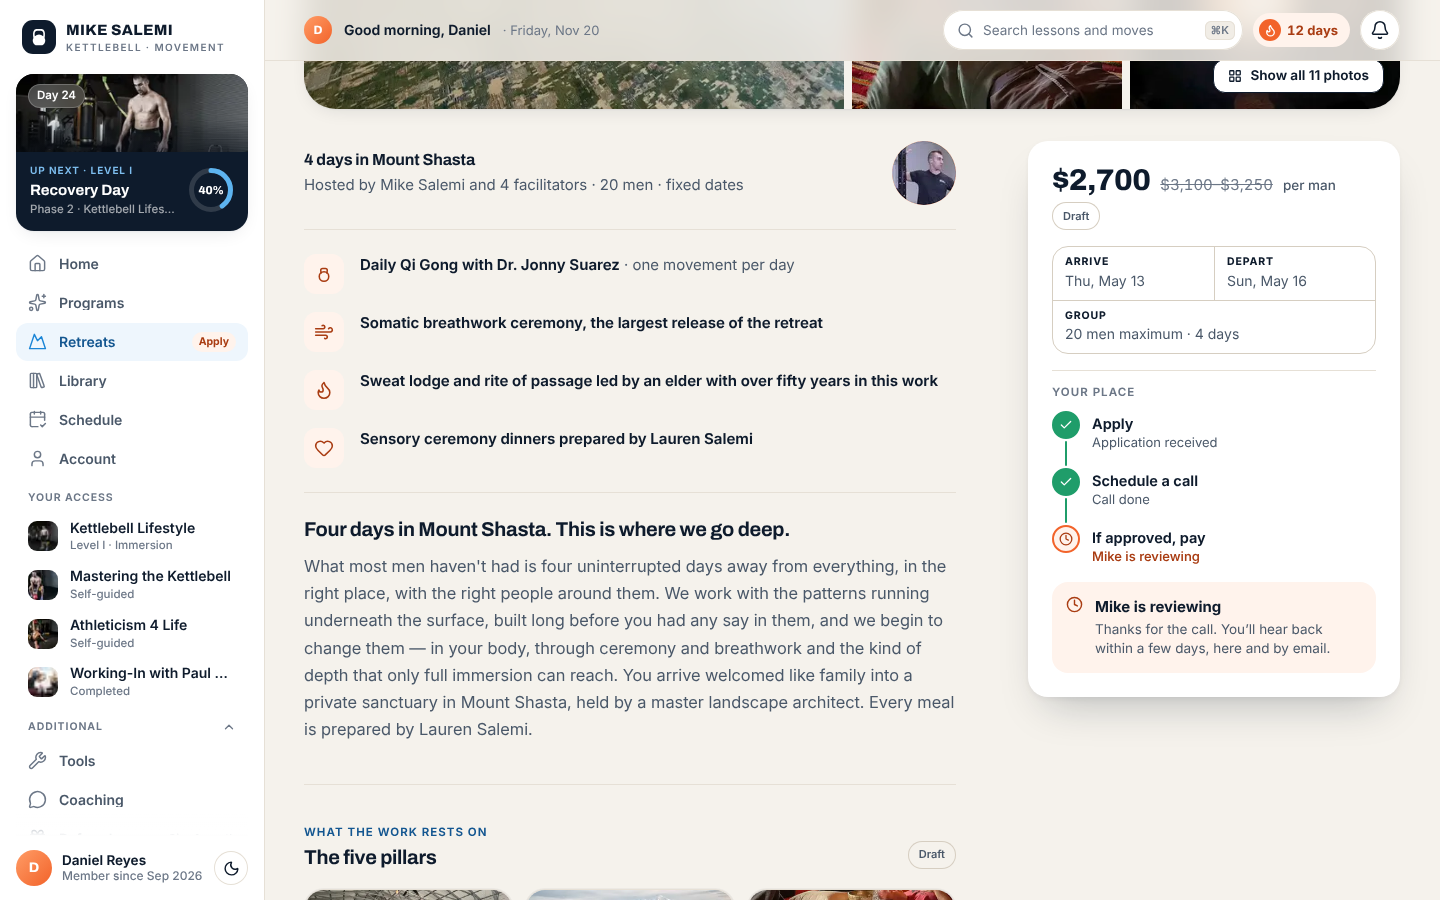 MIKE SALEMI
KETTLEBELL · MOVEMENT
Day 24
UP NEXT · LEVEL I
Recovery Day
Phase 2 · Kettlebell Lifes...
40%
Home
Programs
Retreats
Apply
Library
Schedule
Account
YOUR ACCESS
Kettlebell Lifestyle
Level I · Immersion
Mastering the Kettlebell
Self-guided
Athleticism 4 Life
Self-guided
Working-In with Paul ...
Completed
ADDITIONAL
Tools
Coaching
D
Daniel Reyes
Member since Sep 2026
D
Good morning, Daniel · Friday, Nov 20
Search lessons and moves
⌘K
12 days
Show all 11 photos
4 days in Mount Shasta
Hosted by Mike Salemi and 4 facilitators · 20 men · fixed dates
Daily Qi Gong with Dr. Jonny Suarez · one movement per day
Somatic breathwork ceremony, the largest release of the retreat
Sweat lodge and rite of passage led by an elder with over fifty years in this work
Sensory ceremony dinners prepared by Lauren Salemi
Four days in Mount Shasta. This is where we go deep.
What most men haven't had is four uninterrupted days away from everything, in the
right place, with the right people around them. We work with the patterns running
underneath the surface, built long before you had any say in them, and we begin to
change them — in your body, through ceremony and breathwork and the kind of
depth that only full immersion can reach. You arrive welcomed like family into a
private sanctuary in Mount Shasta, held by a master landscape architect. Every meal
is prepared by Lauren Salemi.
WHAT THE WORK RESTS ON
The five pillars
Draft
$2,700 $3,100–$3,250 per man
Draft
ARRIVE
Thu, May 13
DEPART
Sun, May 16
GROUP
20 men maximum · 4 days
YOUR PLACE
Apply
Application received
Schedule a call
Call done
If approved, pay
Mike is reviewing
Mike is reviewing
Thanks for the call. You’ll hear back
within a few days, here and by email.